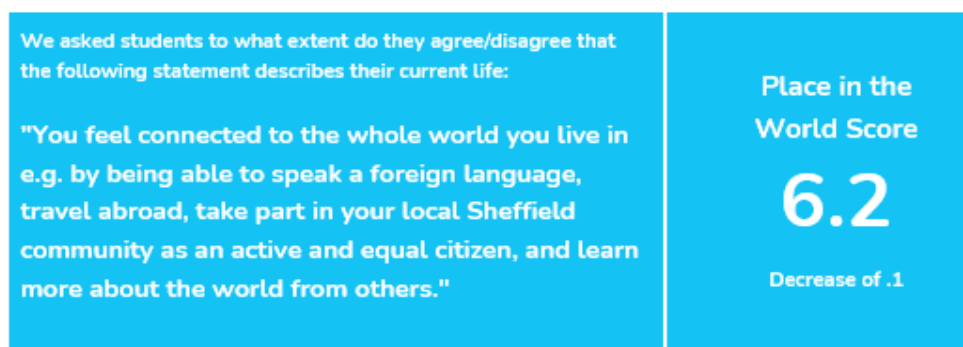 We asked students to what extent do they agree/disagree that
the following statement describes their current life:
"You feel connected to the whole world you live in
e.g. by being able to speak a foreign language,
travel abroad, take part in your local Sheffield
community as an active and equal citizen, and learn
more about the world from others."
Place in the
World Score
6.2
Decrease of .1